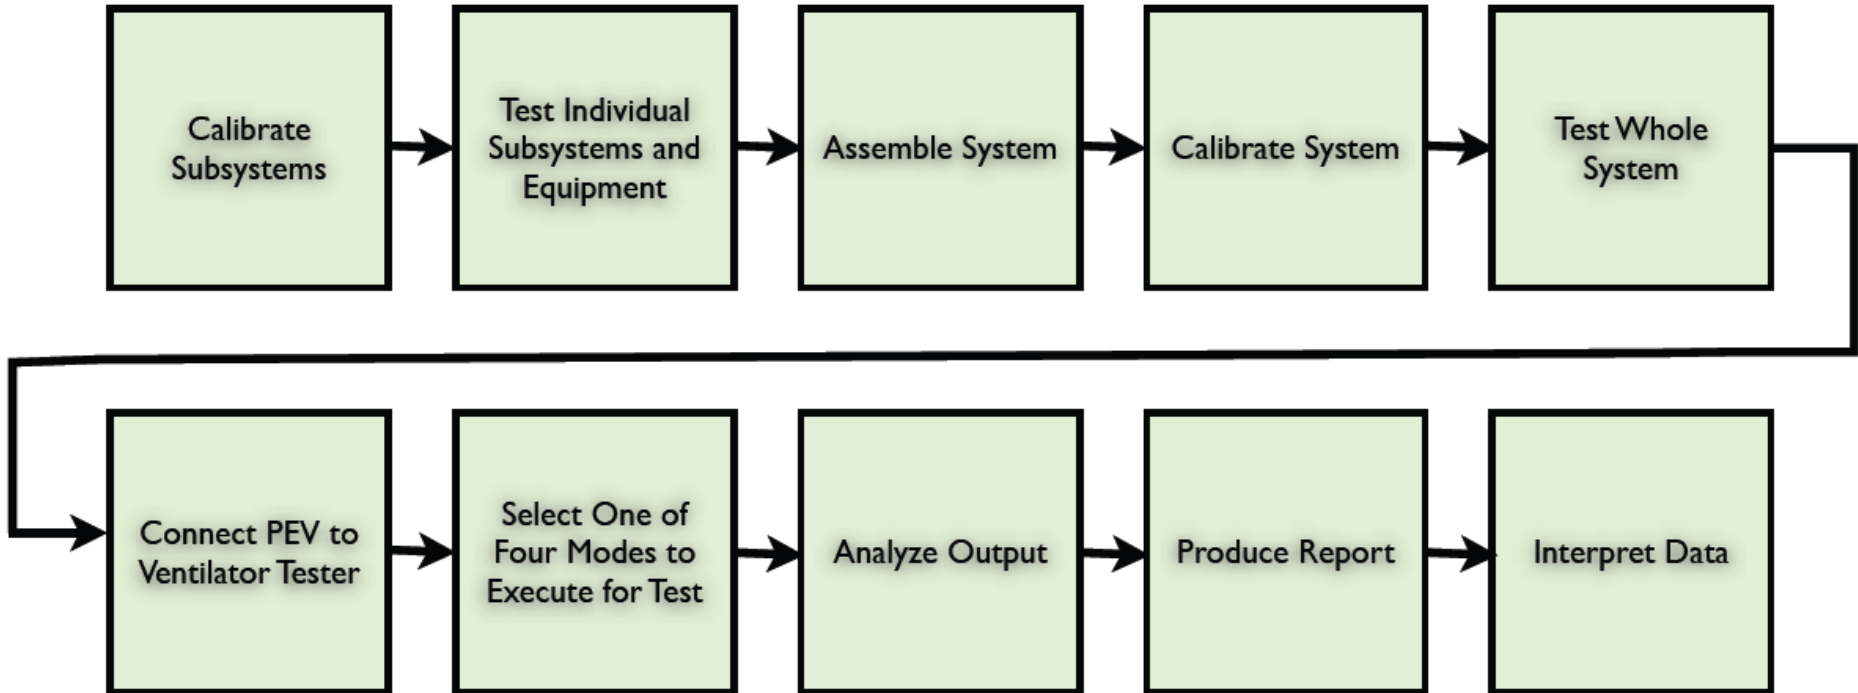 Calibrate
Subsystems
Test Individual
Subsystems and
Equipment
Assemble System
Calibrate System
Test Whole
System
Connect PEV to
Ventilator Tester
Select One of
Four Modes to
Execute for Test
Analyze Output
Produce Report
Interpret Data